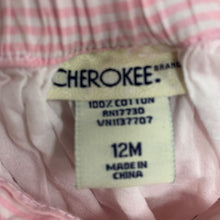 CHEROKEE. BRAND
100% COTTON
RN17730
VN1137707
12M
MADE IN
CHINA